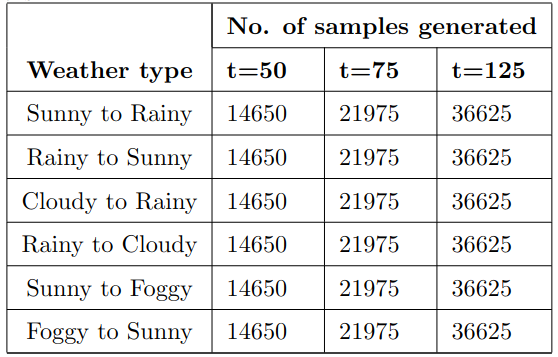 No. of samples generated
Weather type t=50 t=75 t=125
Sunny to Rainy 14650 21975 36625
Rainy to Sunny 14650 21975 36625
Cloudy to Rainy 14650 21975 36625
Rainy to Cloudy 14650 21975 36625
Sunny to Foggy 14650 21975 36625
Foggy to Sunny 14650 21975 36625